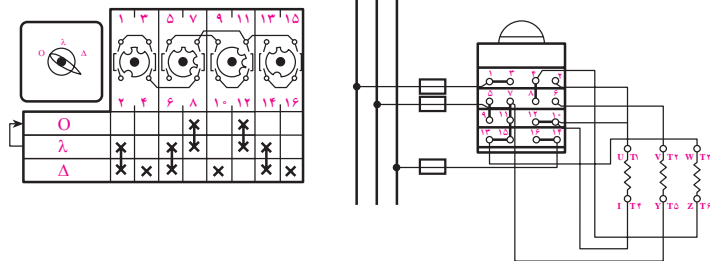 ۱ ۳ ۵ ۷ ۹ ۱۱ ۱۳ ۱۵
O λ Δ
۲ ۴ ۶ ۸ ۱۰ ۱۲ ۱۴ ۱۶
O
λ
Δ
۱ ۳ ۴ ۲
۵ ۷ ۸ ۶
۹ ۱۱ ۱۲ ۱۰
۱۳ ۱۵ ۱۶ ۱۴
U T۱ V T۲ W T۳
I T۴ Y T۵ Z T۶